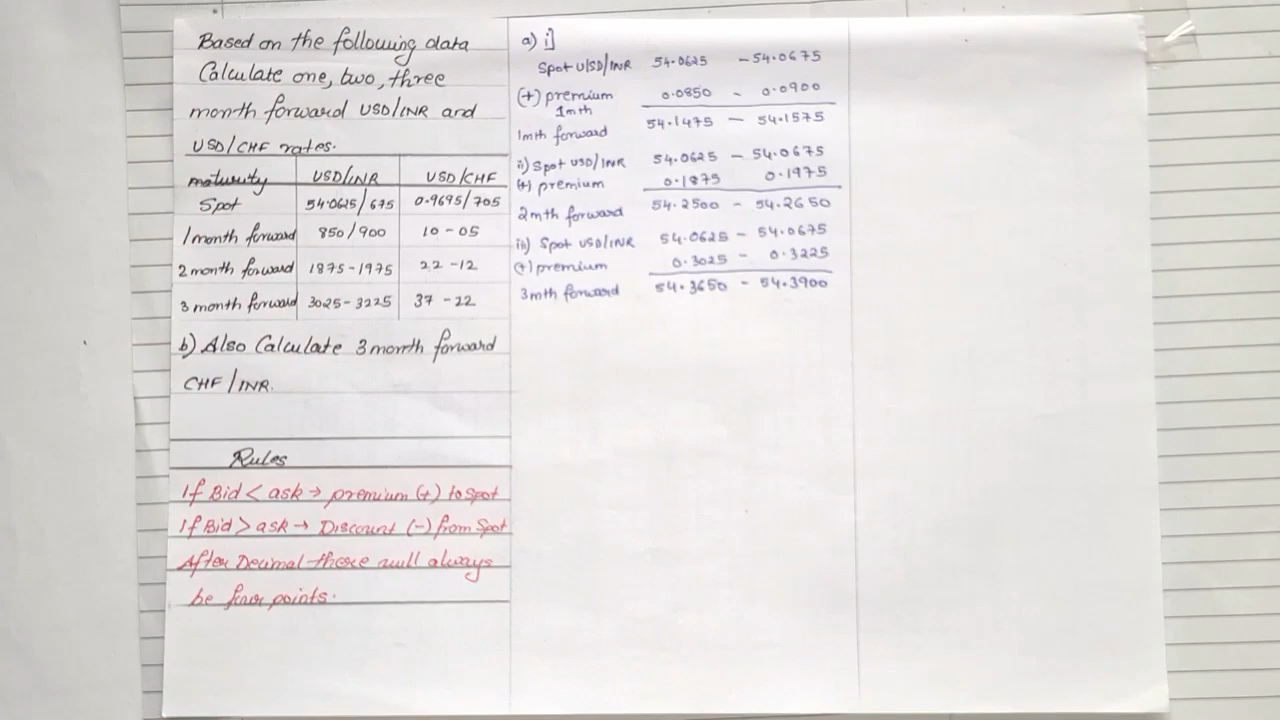 Based on the following data
Calculate one, two, three
month forward USD/INR and
USD/CHF rates.
maturity USD/INR USD/CHF
Spot 54.0625/675 0.9695/705
1 month forward 850/900 10-05
2 month forward 1875-1975 22-12
3 month forward 3025-3225 37-22
b) Also Calculate 3 month forward
CHF/INR.
Rules
If Bid < ask → premium (+) to Spot
If Bid > ask → Discount (-) from Spot
After Decimal there will always
be four points.
a) i]
Spot USD/INR 54.0625 - 54.0675
(+) premium 0.0850 - 0.0900
1mth
1mth forward 54.1475 - 54.1575
ii) Spot USD/INR 54.0625 - 54.0675
(+) premium 0.1875 0.1975
2mth forward 54.2500 - 54.2650
iii) Spot USD/INR 54.0625 - 54.0675
(+) premium 0.3025 - 0.3225
3mth forward 54.3650 - 54.3900